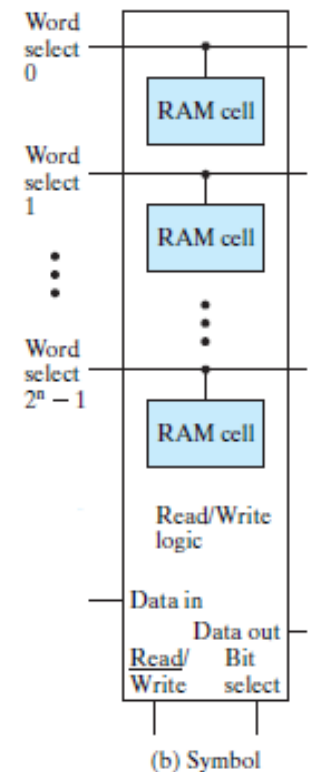 Word
select
0
RAM cell
Word
select
1
RAM cell
Word
select
2ⁿ − 1
RAM cell
Read/Write
logic
Data in
Data out
Read/ Bit
Write select
(b) Symbol